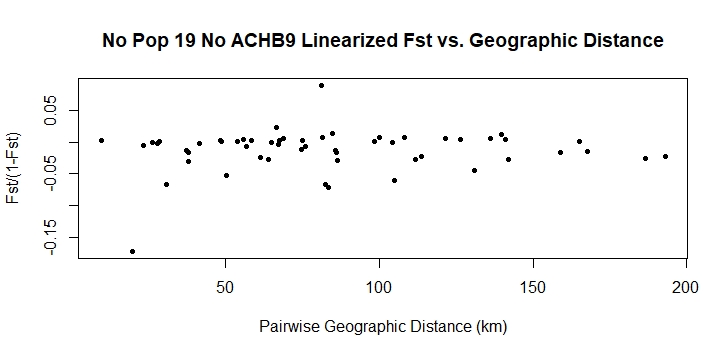 No Pop 19 No ACHB9 Linearized Fst vs. Geographic Distance
Fst/(1-Fst)
0.05
-0.05
-0.15
50
100
150
200
Pairwise Geographic Distance (km)